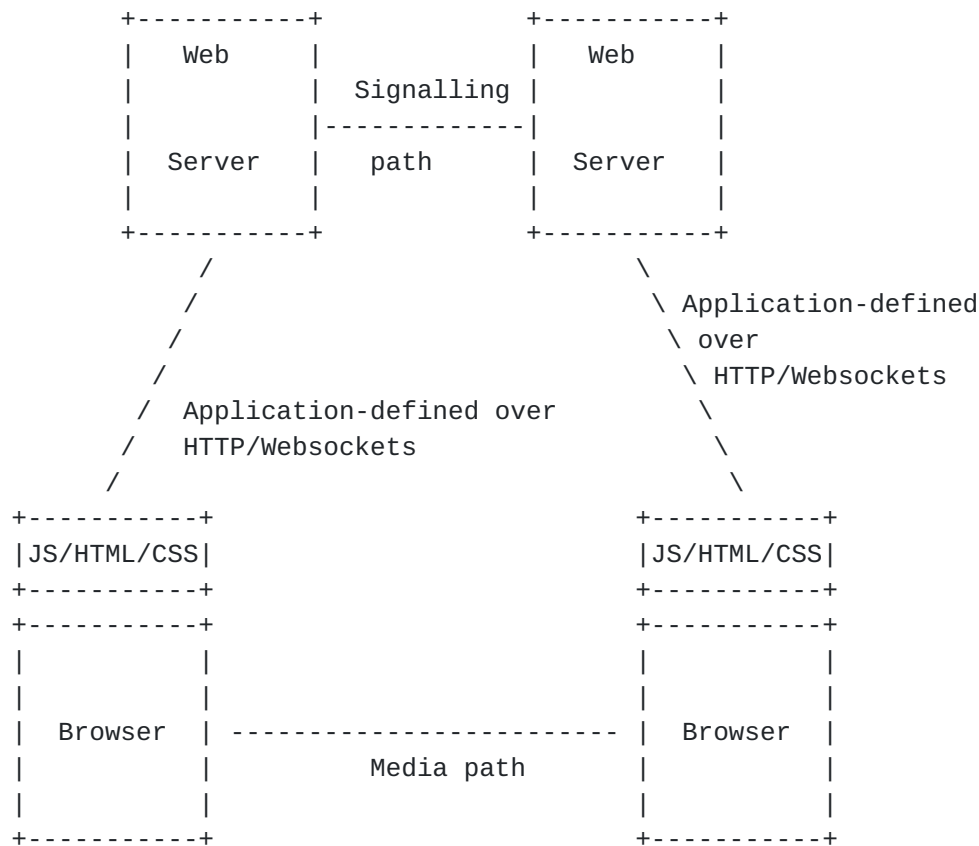 Web Web
Signalling
Server path Server
Application-defined
over
HTTP/Websockets
Application-defined over
HTTP/Websockets
JS/HTML/CSS JS/HTML/CSS
Browser Browser
Media path